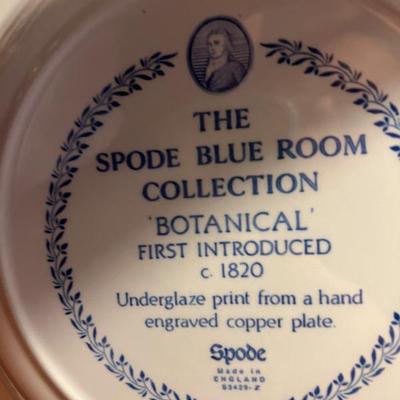 THE
SPODE BLUE ROOM
COLLECTION
'BOTANICAL'
FIRST INTRODUCED
c. 1820
Underglaze print from a hand
engraved copper plate.
Spode
Made in
ENGLAND
S3429-Z